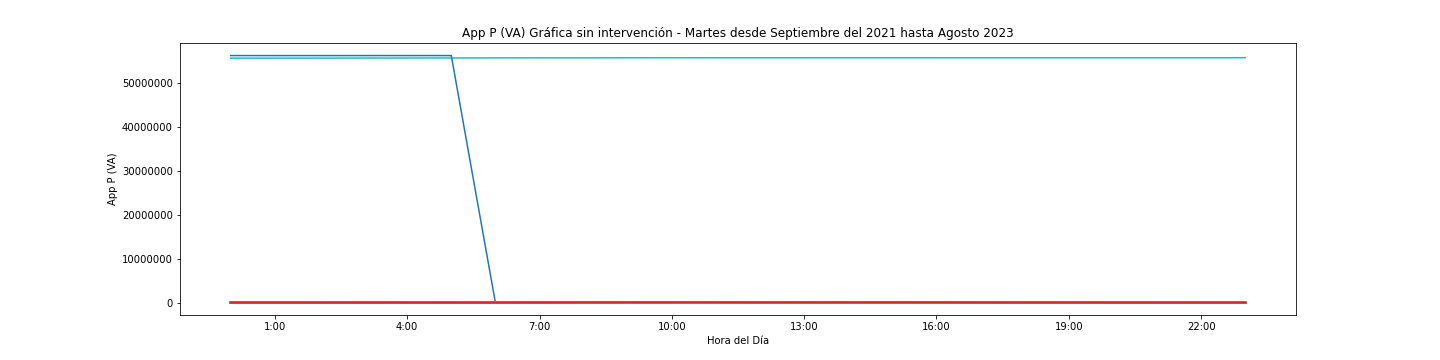 App P (VA) Gráfica sin intervención - Martes desde Septiembre del 2021 hasta Agosto 2023
App P (VA)
50000000
40000000
30000000
20000000
10000000
0
1:00 4:00 7:00 10:00 13:00 16:00 19:00 22:00
Hora del Día